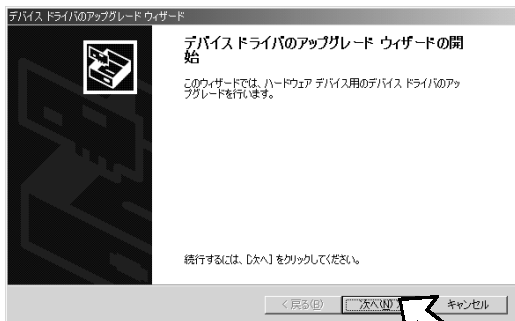 デバイス ドライバのアップグレード ウィザード
デバイス ドライバのアップグレード ウィザードの開
始
このウィザードでは、ハードウェア デバイス用のデバイス ドライバのアッ
プグレードを行います。
続行するには、[次へ] をクリックしてください。
< 戻る(B)
次へ(N)
キャンセル